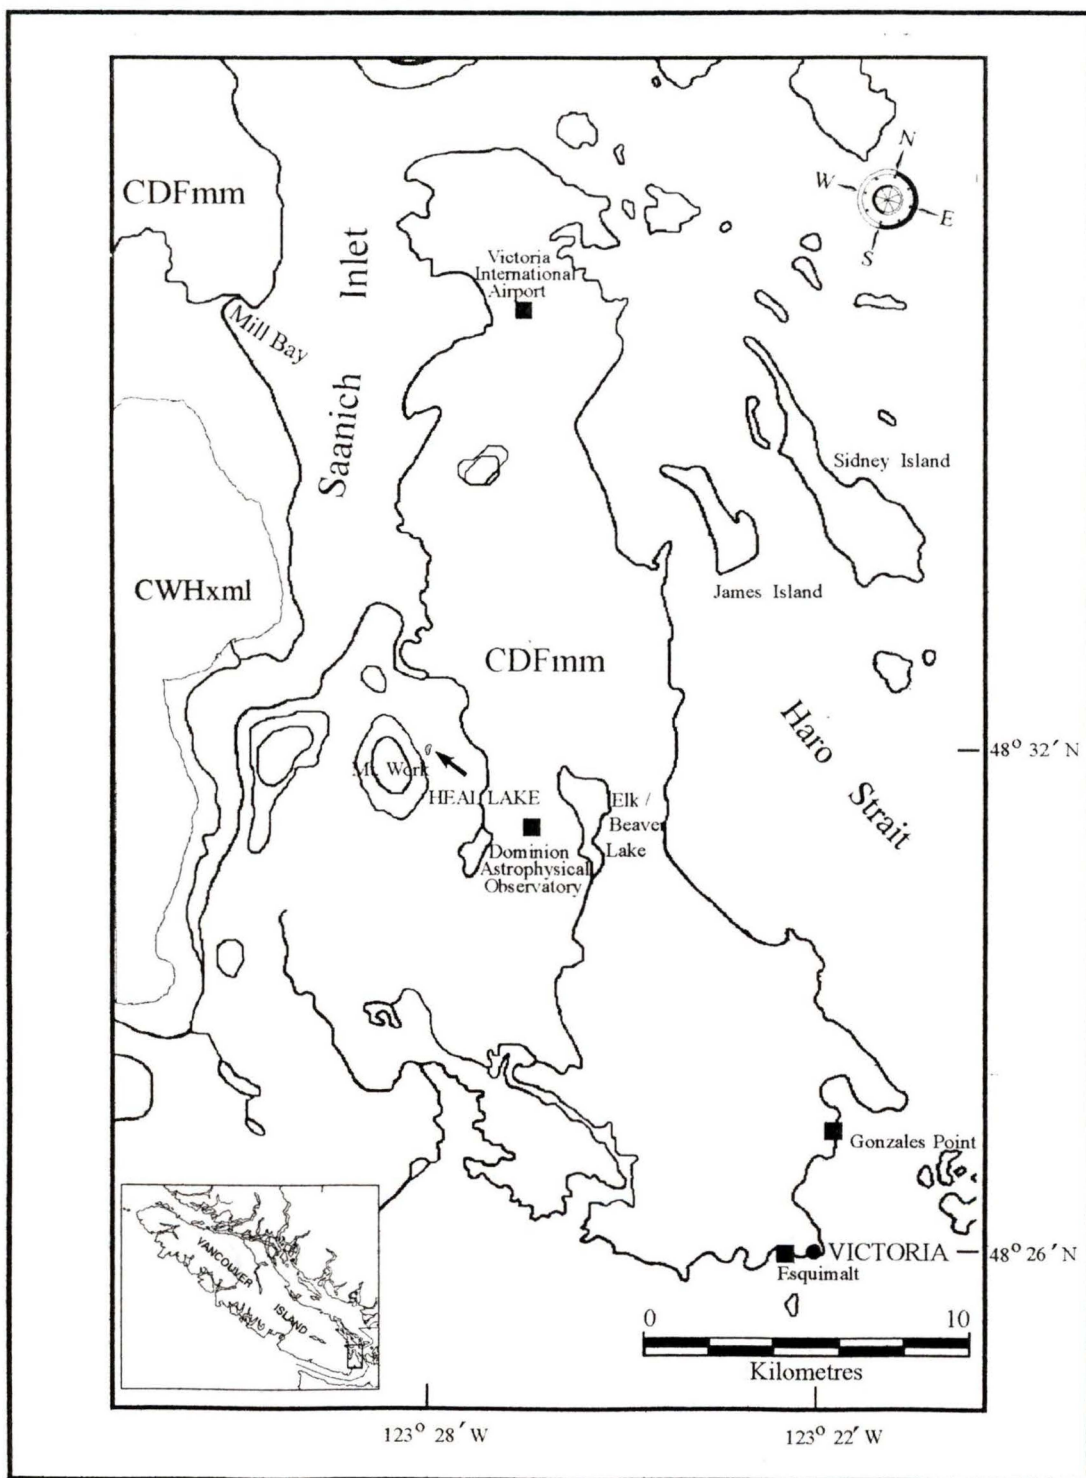 CDFmm
N
W
E
S
Saanich Inlet
Victoria
International
Airport
Mill Bay
Sidney Island
CWHxml
James Island
CDFmm
Haro Strait
48° 32′ N
Mt. Work
HEAL LAKE
Elk /
Beaver
Lake
Dominion
Astrophysical
Observatory
Gonzales Point
VICTORIA
48° 26′ N
Esquimalt
VANCOUVER
ISLAND
0 10
Kilometres
123° 28′ W
123° 22′ W